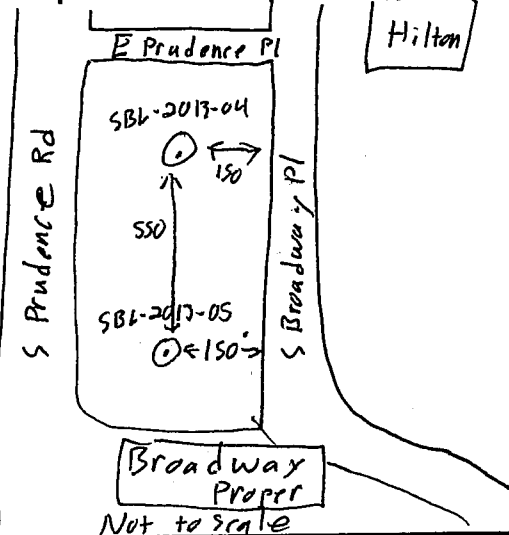 E Prudence Pl
Hilton
SBL-2013-04
150
S Prudence Rd
550
S Broadway Pl
SBL-2013-05
150
Broadway
Proper
Not to Scale